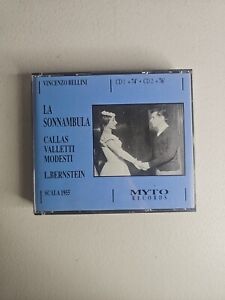 VINCENZO BELLINI
CD 1 = 74' • CD 2 = 76'
LA
SONNAMBULA
CALLAS
VALLETTI
MODESTI
L. BERNSTEIN
SCALA 1955
MYTO
RECORDS